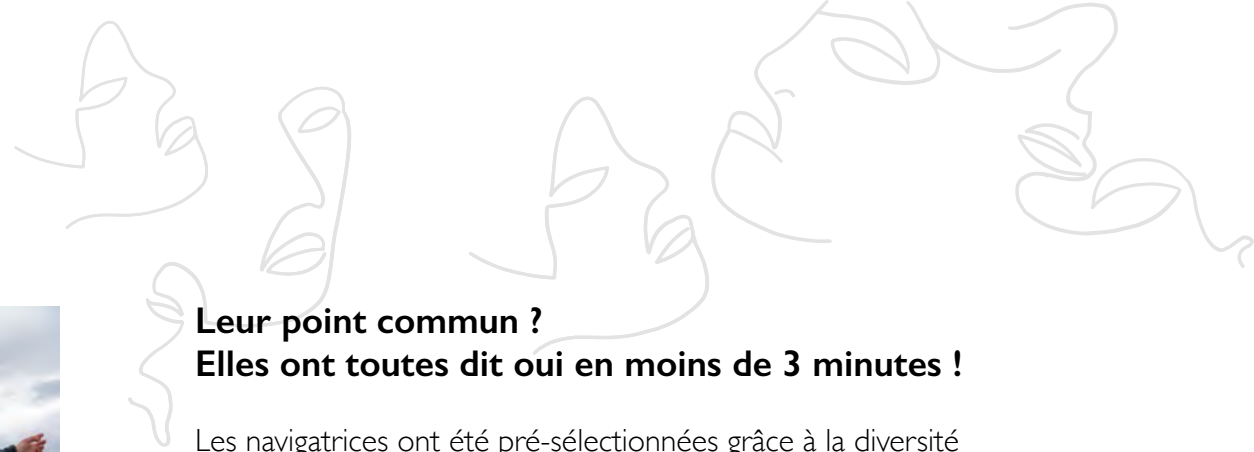 Leur point commun ?
Elles ont toutes dit oui en moins de 3 minutes !
Les navigatrices ont été pré-sélectionnées grâce à la diversité